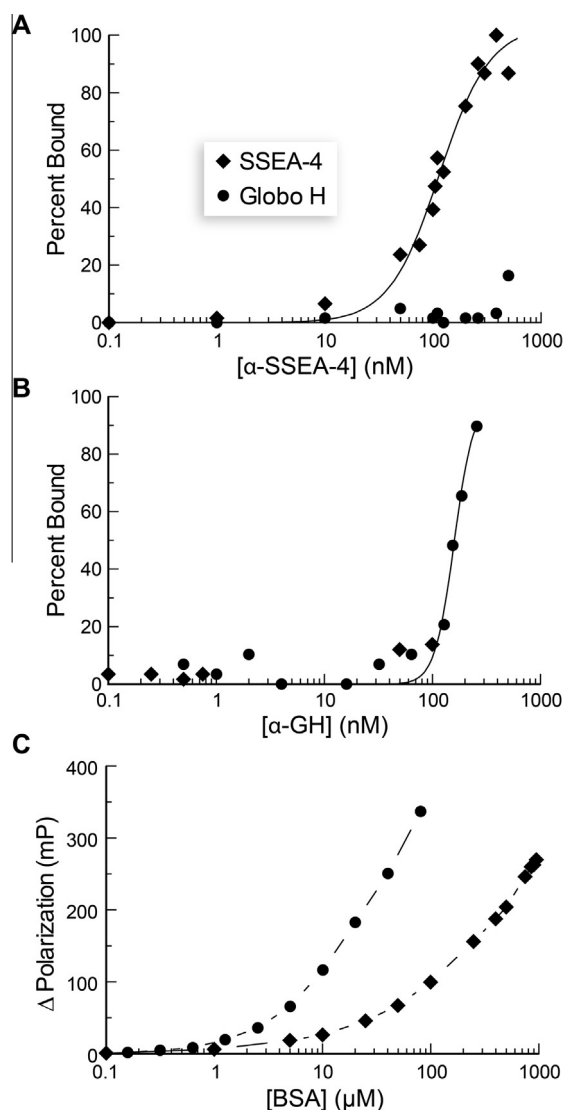 A
100
80
60
40
20
0
Percent Bound
SSEA-4
Globo H
0.1 1 10 100 1000
[α-SSEA-4] (nM)
B
100
80
60
40
20
0
Percent Bound
0.1 1 10 100 1000
[α-GH] (nM)
C
400
300
200
100
0
Δ Polarization (mP)
0.1 1 10 100 1000
[BSA] (μM)